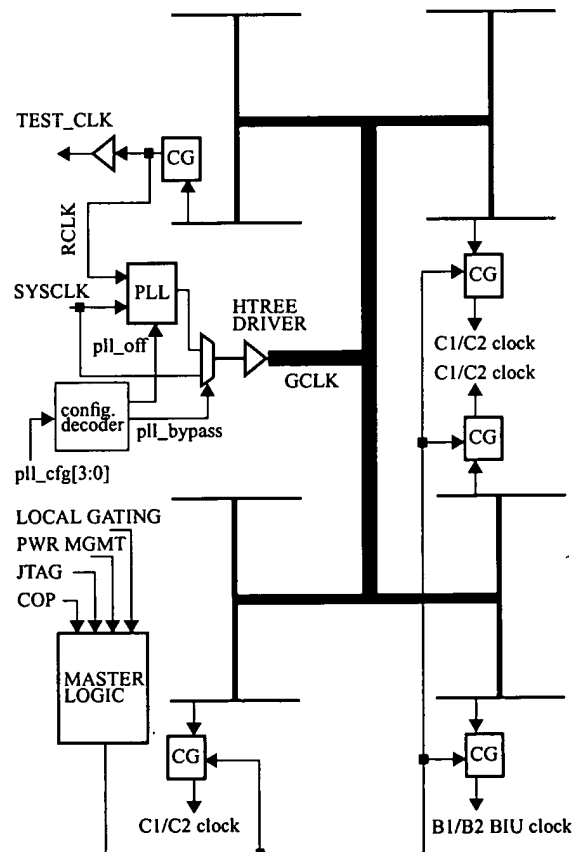 TEST_CLK
CG
RCLK
SYSCLK
PLL
HTREE
DRIVER
CG
pll_off
GCLK
C1/C2 clock
C1/C2 clock
config.
decoder
pll_bypass
CG
pll_cfg[3:0]
LOCAL GATING
PWR MGMT
JTAG
COP
MASTER
LOGIC
CG
CG
C1/C2 clock
B1/B2 BIU clock